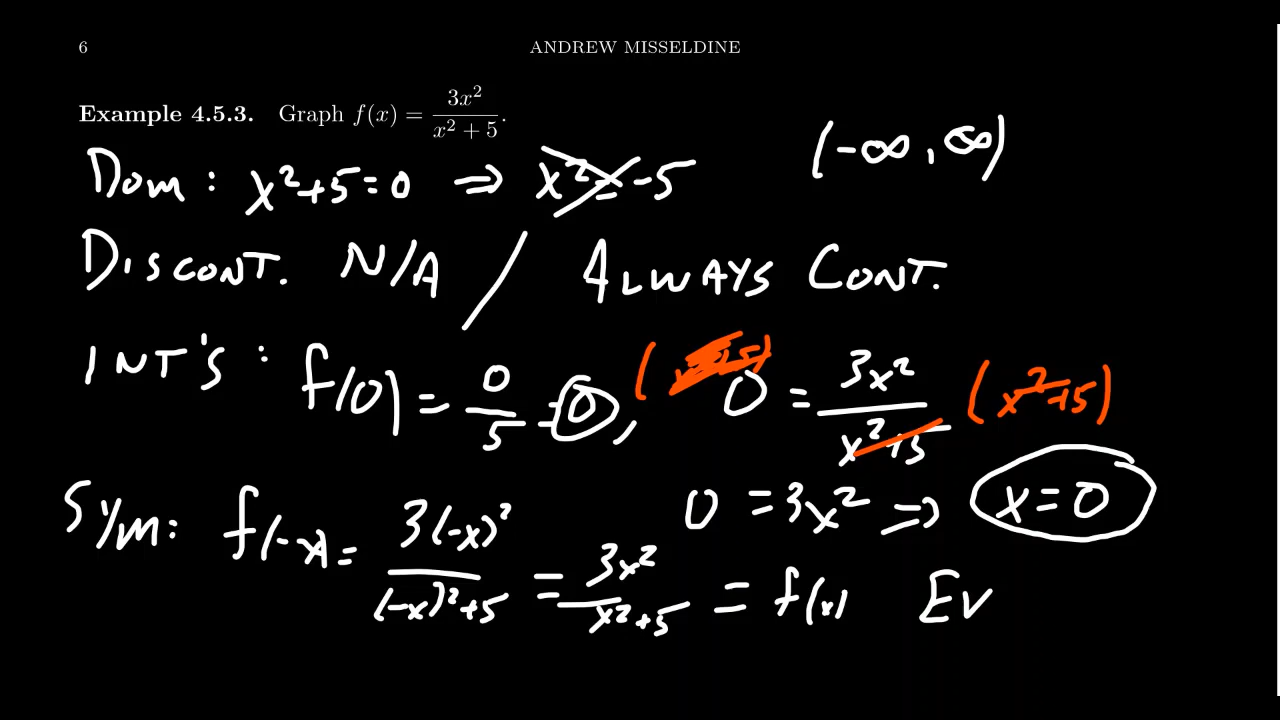 6 ANDREW MISSELDINE
Example 4.5.3. Graph f(x) = 3x²/(x² + 5).
Dom: x²+5=0 ⇒ x²=-5 (-∞, ∞)
DISCONT. N/A / ALWAYS CONT.
INT'S: f(0) = 0/5 = 0, ( ) 0 = 3x²/(x²+5) (x²+5)
0 = 3x² ⇒ x=0
Sym: f(-x) = 3(-x)²/((-x)²+5) = 3x²/(x²+5) = f(x) Ev